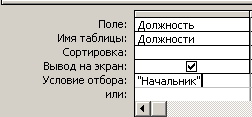 Поле: Должность
Имя таблицы: Должности
Сортировка:
Вывод на экран:
Условие отбора: "Начальник"
или: